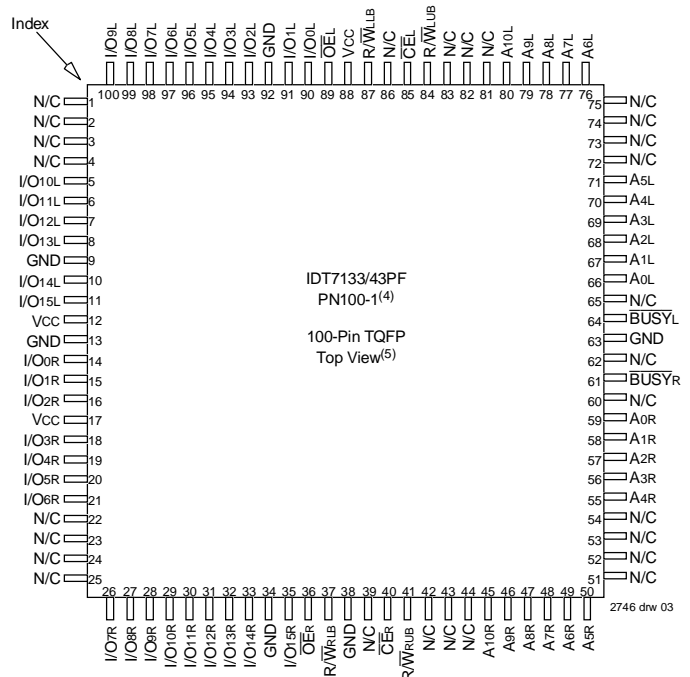 Index
I/O9L
I/O8L
I/O7L
I/O6L
I/O5L
I/O4L
I/O3L
I/O2L
GND
I/O1L
I/O0L
OEL
VCC
R/WLLB
N/C
CEL
R/WLUB
N/C
N/C
N/C
A10L
A9L
A8L
A7L
A6L
100 99 98 97 96 95 94 93 92 91 90 89 88 87 86 85 84 83 82 81 80 79 78 77 76
N/C 1
N/C 2
N/C 3
N/C 4
I/O10L 5
I/O11L 6
I/O12L 7
I/O13L 8
GND 9
I/O14L 10
I/O15L 11
VCC 12
GND 13
I/O0R 14
I/O1R 15
I/O2R 16
VCC 17
I/O3R 18
I/O4R 19
I/O5R 20
I/O6R 21
N/C 22
N/C 23
N/C 24
N/C 25
IDT7133/43PF
PN100-1(4)
100-Pin TQFP
Top View(5)
75 N/C
74 N/C
73 N/C
72 N/C
71 A5L
70 A4L
69 A3L
68 A2L
67 A1L
66 A0L
65 N/C
64 BUSYL
63 GND
62 N/C
61 BUSYR
60 N/C
59 A0R
58 A1R
57 A2R
56 A3R
55 A4R
54 N/C
53 N/C
52 N/C
51 N/C
26 27 28 29 30 31 32 33 34 35 36 37 38 39 40 41 42 43 44 45 46 47 48 49 50
I/O7R
I/O8R
I/O9R
I/O10R
I/O11R
I/O12R
I/O13R
I/O14R
GND
I/O15R
OER
R/WRLB
GND
N/C
CER
R/WRUB
N/C
N/C
N/C
A10R
A9R
A8R
A7R
A6R
A5R
2746 drw 03